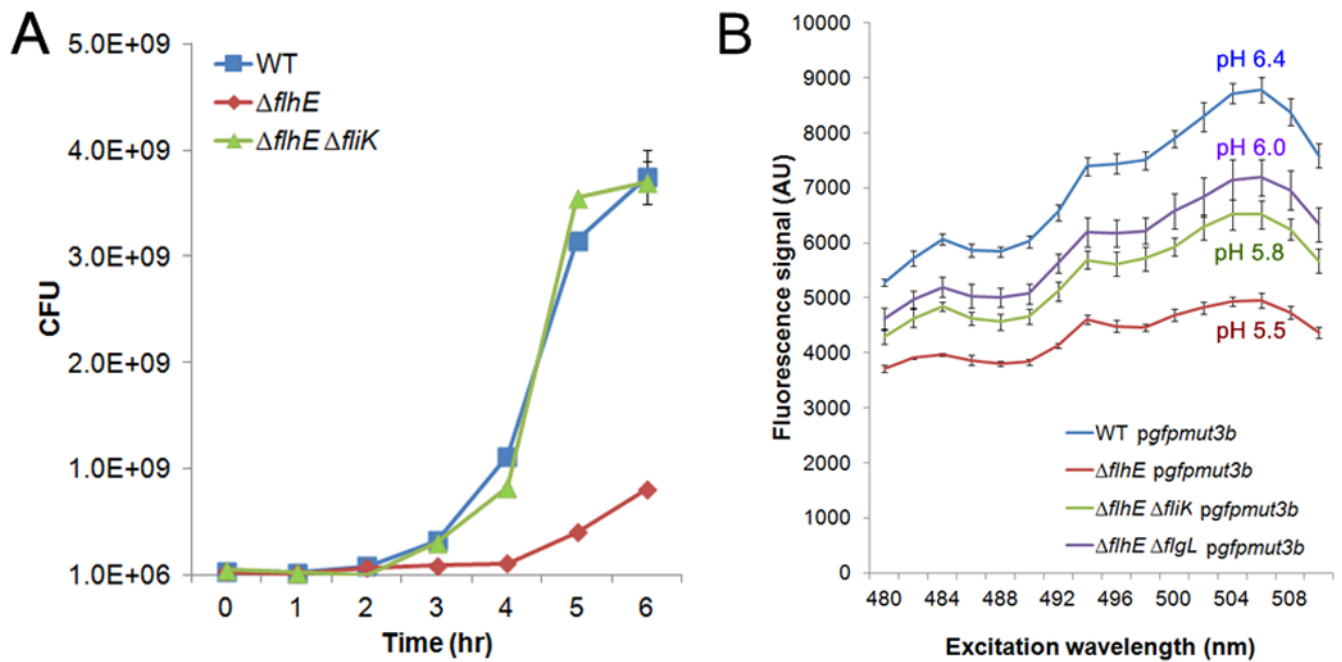 A
5.0E+09
4.0E+09
3.0E+09
2.0E+09
1.0E+09
1.0E+06
CFU
WT
ΔflhE
ΔflhE ΔfliK
0 1 2 3 4 5 6
Time (hr)
B
10000
9000
8000
7000
6000
5000
4000
3000
2000
1000
0
Fluorescence signal (AU)
pH 6.4
pH 6.0
pH 5.8
pH 5.5
WT pgfpmut3b
ΔflhE pgfpmut3b
ΔflhE ΔfliK pgfpmut3b
ΔflhE ΔflgL pgfpmut3b
480 484 488 492 496 500 504 508
Excitation wavelength (nm)